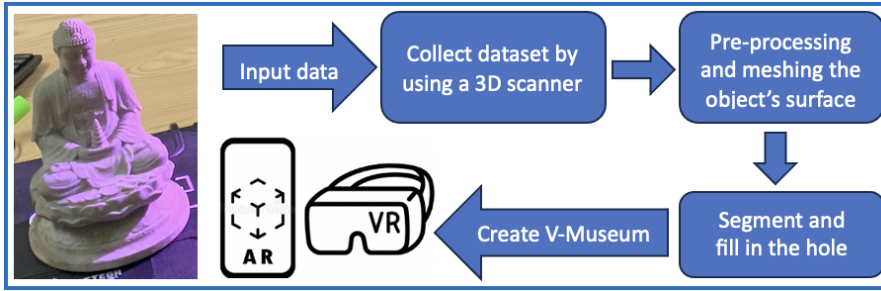 Input data
Collect dataset by
using a 3D scanner
Pre-processing
and meshing the
object's surface
Segment and
fill in the hole
Create V-Museum
VR
AR